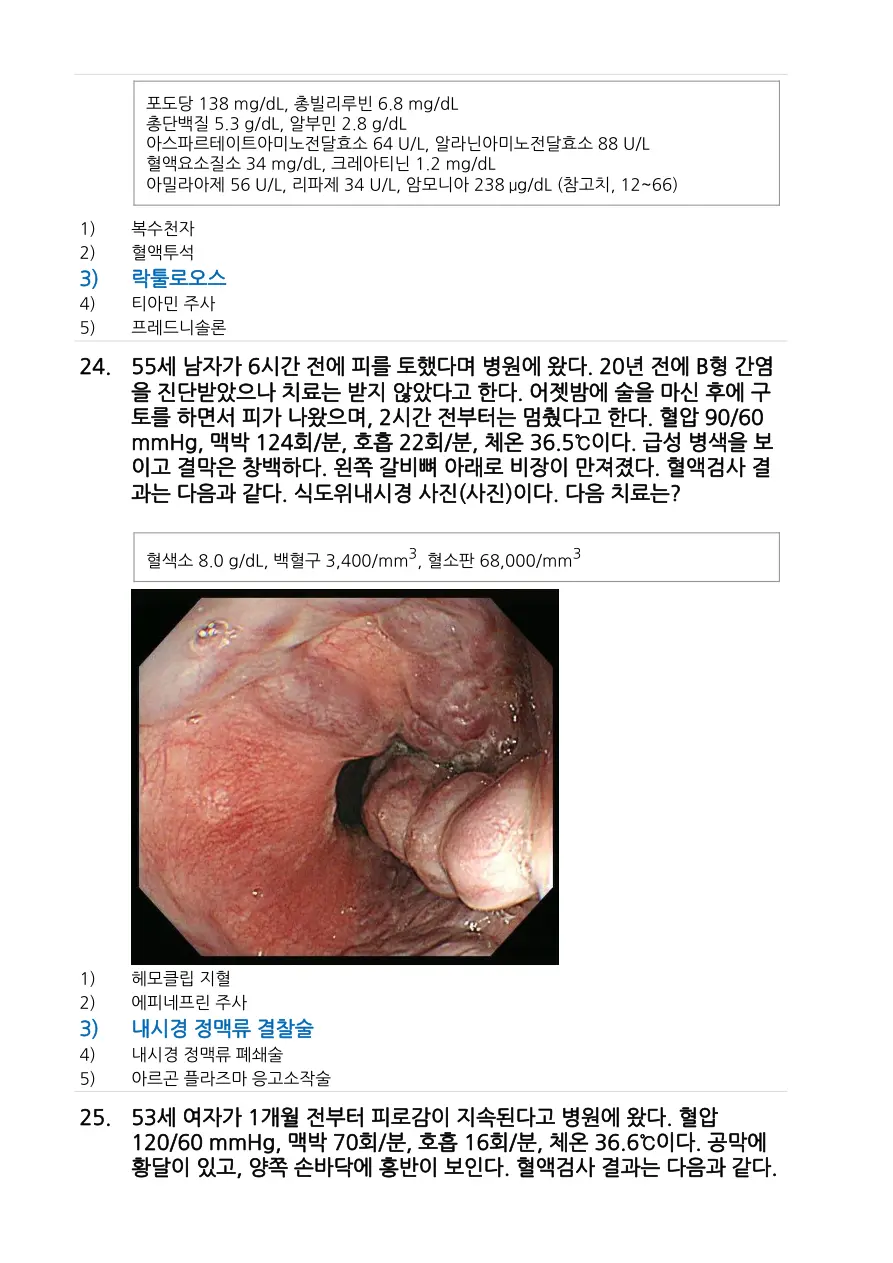 포도당 138 mg/dL, 총빌리루빈 6.8 mg/dL
총단백질 5.3 g/dL, 알부민 2.8 g/dL
아스파르테이트아미노전달효소 64 U/L, 알라닌아미노전달효소 88 U/L
혈액요소질소 34 mg/dL, 크레아티닌 1.2 mg/dL
아밀라아제 56 U/L, 리파제 34 U/L, 암모니아 238 µg/dL (참고치, 12~66)
1) 복수천자
2) 혈액투석
3) 락툴로오스
4) 티아민 주사
5) 프레드니솔론
24. 55세 남자가 6시간 전에 피를 토했다며 병원에 왔다. 20년 전에 B형 간염
을 진단받았으나 치료는 받지 않았다고 한다. 어젯밤에 술을 마신 후에 구
토를 하면서 피가 나왔으며, 2시간 전부터는 멈췄다고 한다. 혈압 90/60
mmHg, 맥박 124회/분, 호흡 22회/분, 체온 36.5℃이다. 급성 병색을 보
이고 결막은 창백하다. 왼쪽 갈비뼈 아래로 비장이 만져졌다. 혈액검사 결
과는 다음과 같다. 식도위내시경 사진(사진)이다. 다음 치료는?
혈색소 8.0 g/dL, 백혈구 3,400/mm³, 혈소판 68,000/mm³
1) 헤모클립 지혈
2) 에피네프린 주사
3) 내시경 정맥류 결찰술
4) 내시경 정맥류 폐쇄술
5) 아르곤 플라즈마 응고소작술
25. 53세 여자가 1개월 전부터 피로감이 지속된다고 병원에 왔다. 혈압
120/60 mmHg, 맥박 70회/분, 호흡 16회/분, 체온 36.6℃이다. 공막에
황달이 있고, 양쪽 손바닥에 홍반이 보인다. 혈액검사 결과는 다음과 같다.